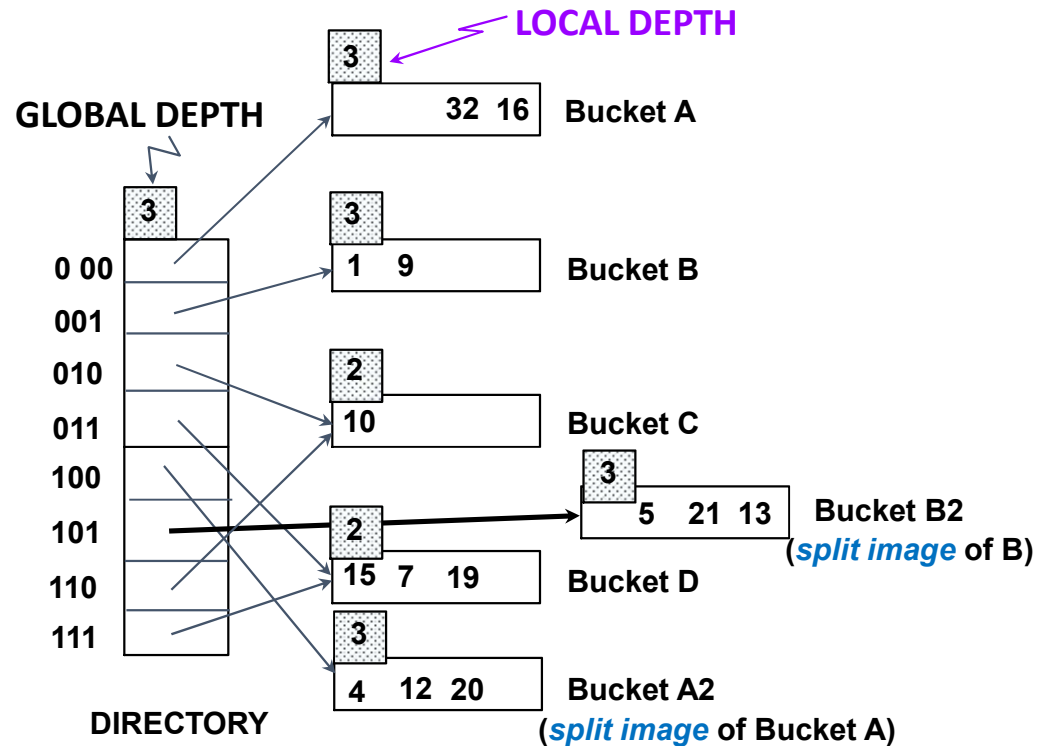 LOCAL DEPTH
3
32 16 Bucket A
GLOBAL DEPTH
3
3
0 00
1 9 Bucket B
001
010
2
10 Bucket C
011
100
3
5 21 13 Bucket B2
(split image of B)
101
2
15 7 19 Bucket D
110
111
3
4 12 20 Bucket A2
(split image of Bucket A)
DIRECTORY